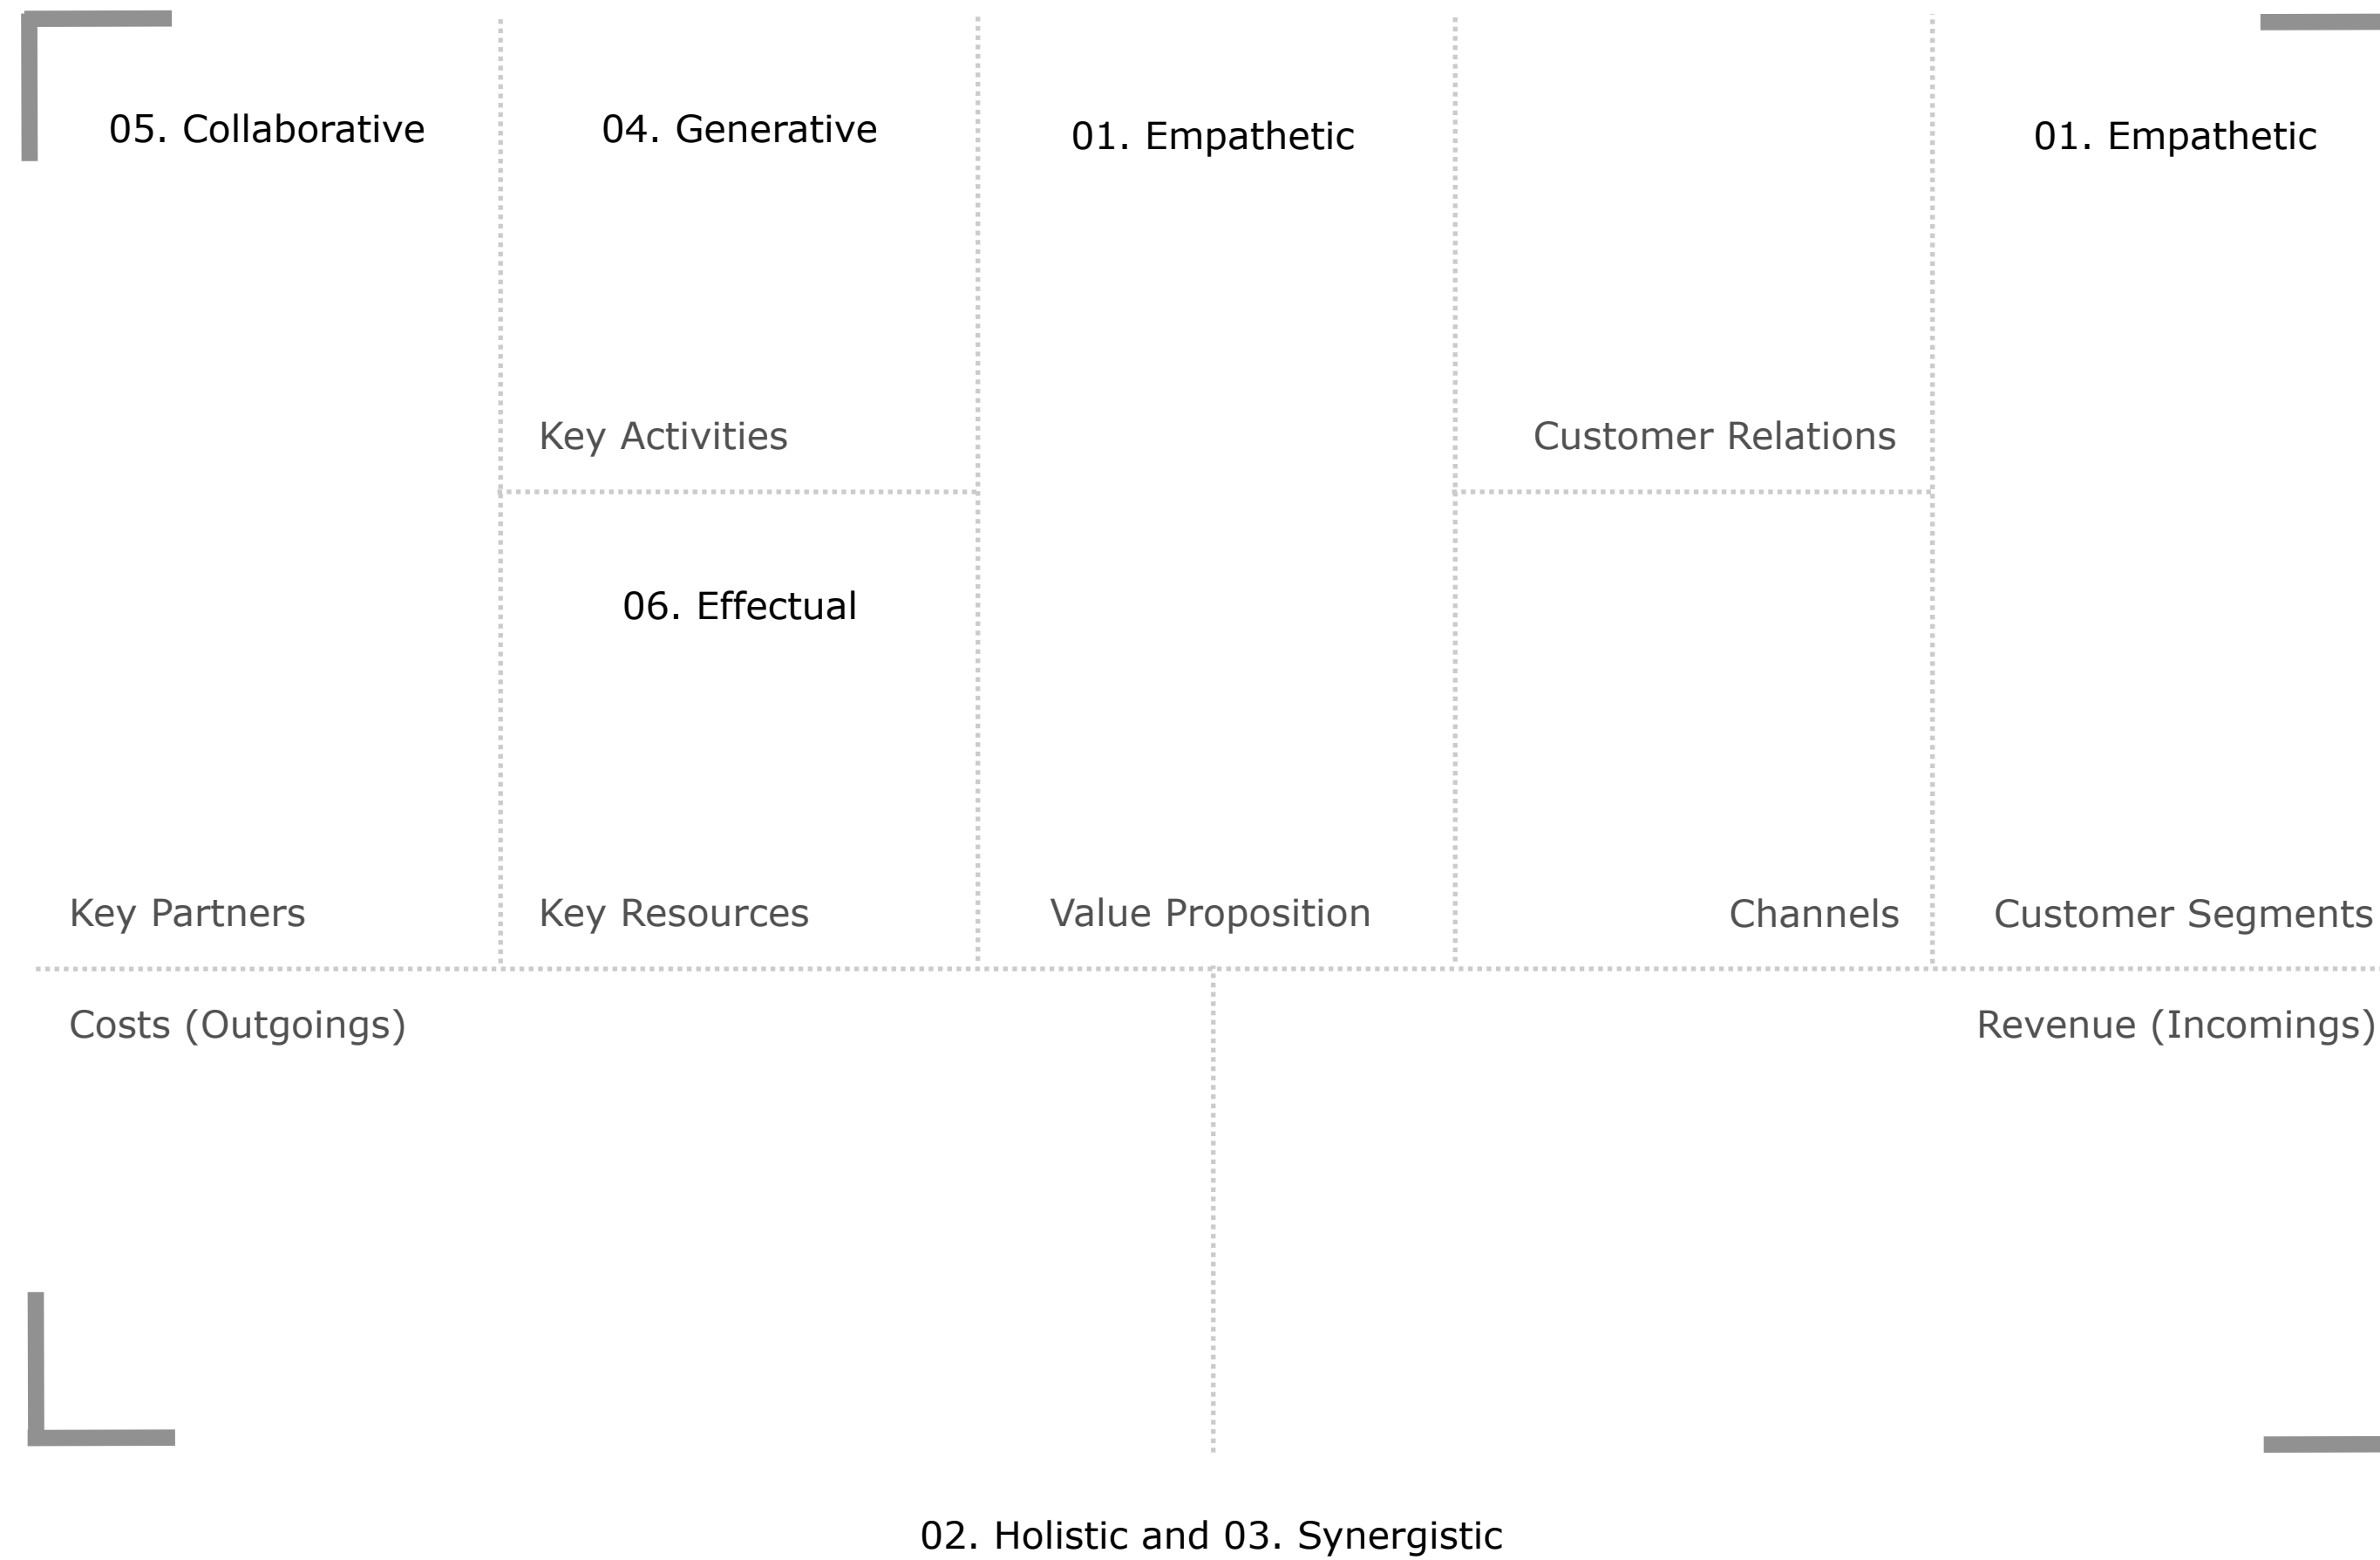 05. Collaborative
04. Generative
01. Empathetic
01. Empathetic
Key Activities
Customer Relations
06. Effectual
Key Partners
Key Resources
Value Proposition
Channels
Customer Segments
Costs (Outgoings)
Revenue (Incomings)
02. Holistic and 03. Synergistic